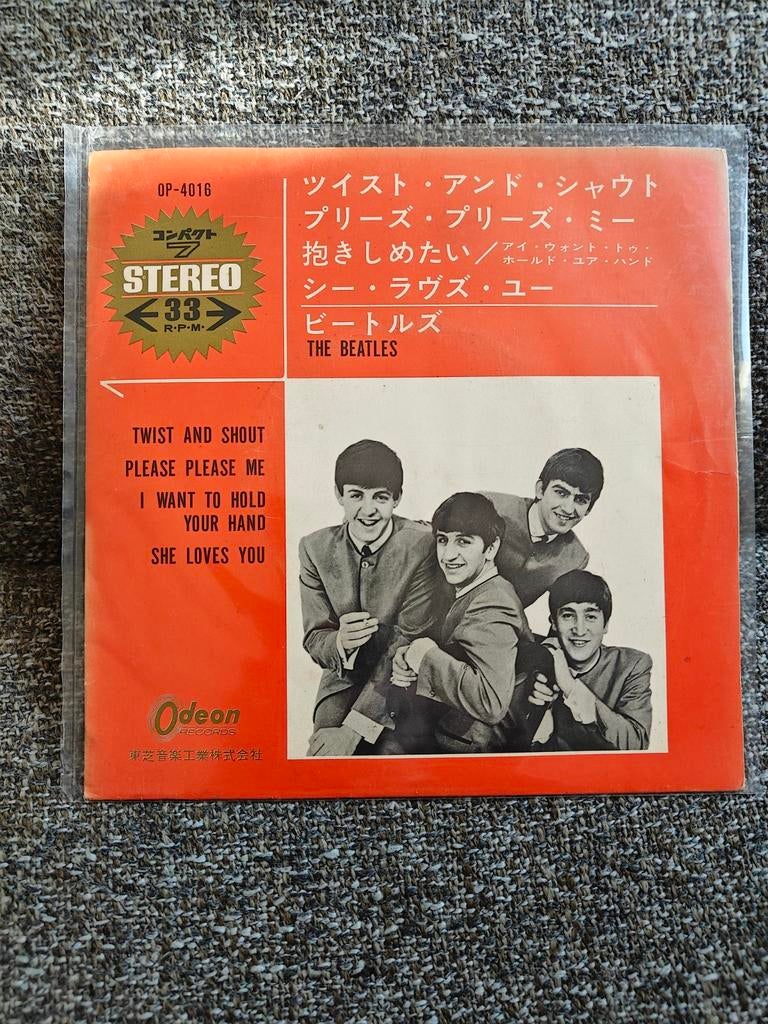 OP-4016
コンパクト
7
STEREO
33
R·P·M·
ツイスト・アンド・シャウト
プリーズ・プリーズ・ミー
抱きしめたい／アイ・ウォント・トゥ・
ホールド・ユア・ハンド
シー・ラヴズ・ユー
ビートルズ
THE BEATLES
TWIST AND SHOUT
PLEASE PLEASE ME
I WANT TO HOLD
YOUR HAND
SHE LOVES YOU
Odeon
RECORDS
東芝音楽工業株式会社